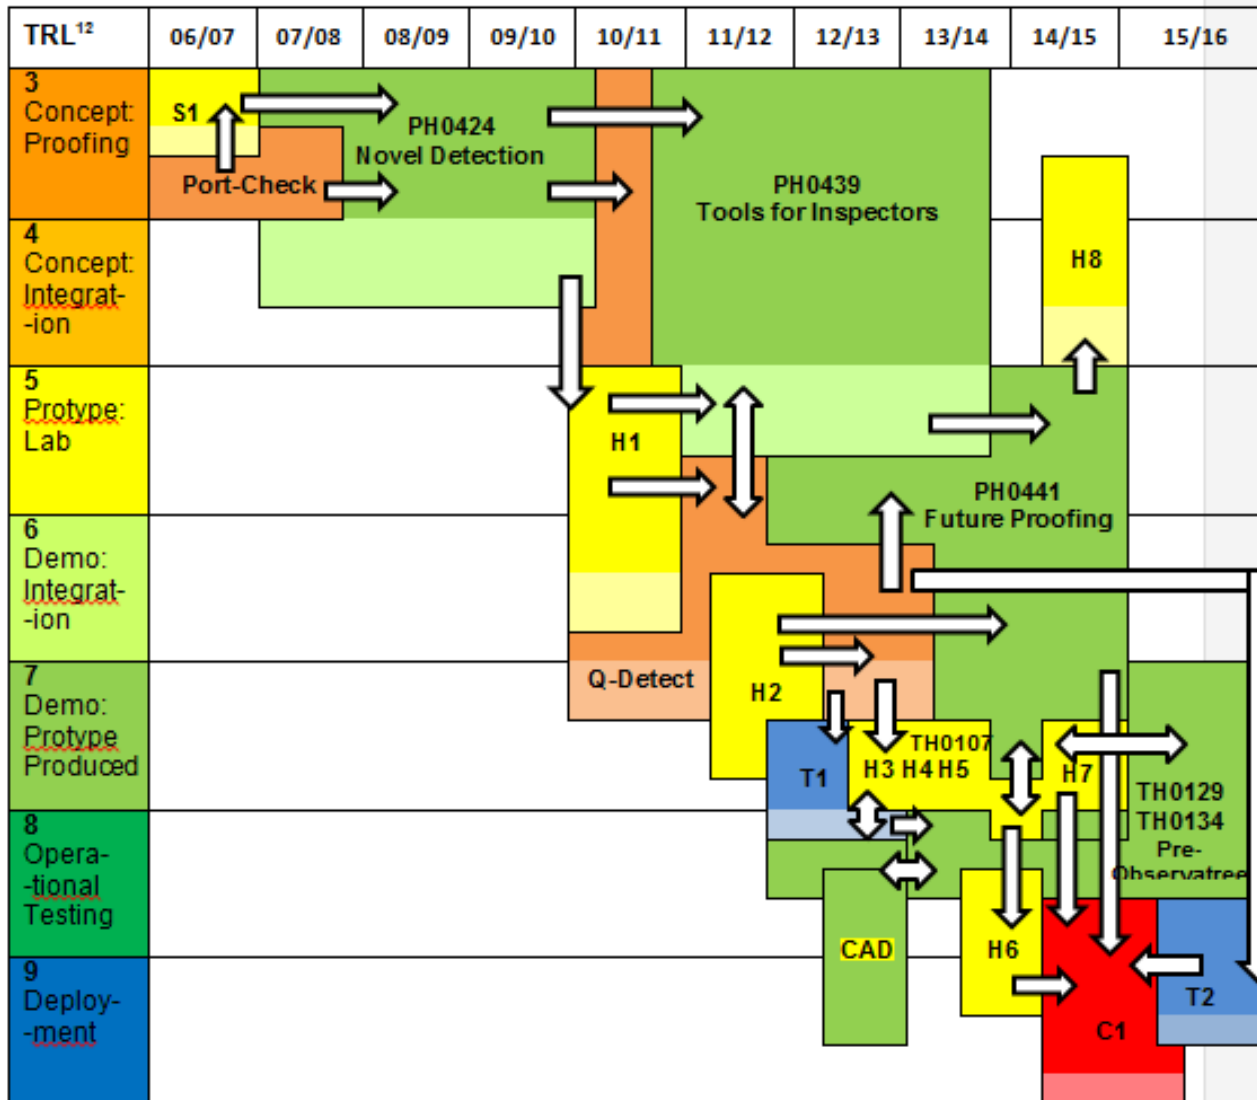 TRL¹² 06/07 07/08 08/09 09/10 10/11 11/12 12/13 13/14 14/15 15/16
3
Concept:
Proofing
S1
Port-Check
PH0424
Novel Detection
PH0439
Tools for Inspectors
4
Concept:
Integrat-
-ion
H8
5
Protype:
Lab
H1
PH0441
Future Proofing
6
Demo:
Integrat-
-ion
7
Demo:
Protype
Produced
Q-Detect
H2
T1
TH0107
H3 H4 H5
H7
TH0129
TH0134
Pre-
Observatree
8
Opera-
-tional
Testing
CAD
H6
9
Deploy-
-ment
T2
C1